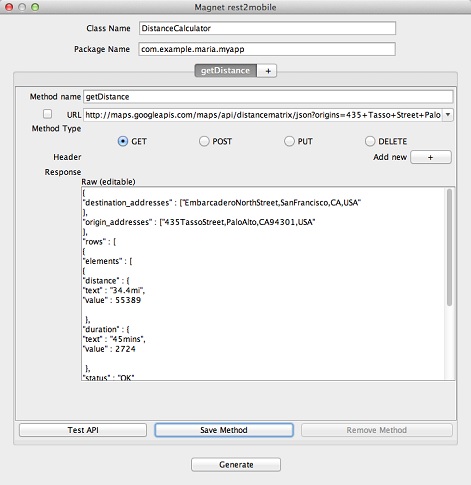 Magnet rest2mobile
Class Name DistanceCalculator
Package Name com.example.maria.myapp
getDistance +
Method name getDistance
URL http://maps.googleapis.com/maps/api/distancematrix/json?origins=435+Tasso+Street+Palo
Method Type
GET POST PUT DELETE
Header Add new +
Response
Raw (editable)
{
"destination_addresses" : ["EmbarcaderoNorthStreet,SanFrancisco,CA,USA"
],
"origin_addresses" : ["435TassoStreet,PaloAlto,CA94301,USA"
],
"rows" : [
{
"elements" : [
{
"distance" : {
"text" : "34.4mi",
"value" : 55389
},
"duration" : {
"text" : "45mins",
"value" : 2724
},
"status" : "OK"
Test API Save Method Remove Method
Generate